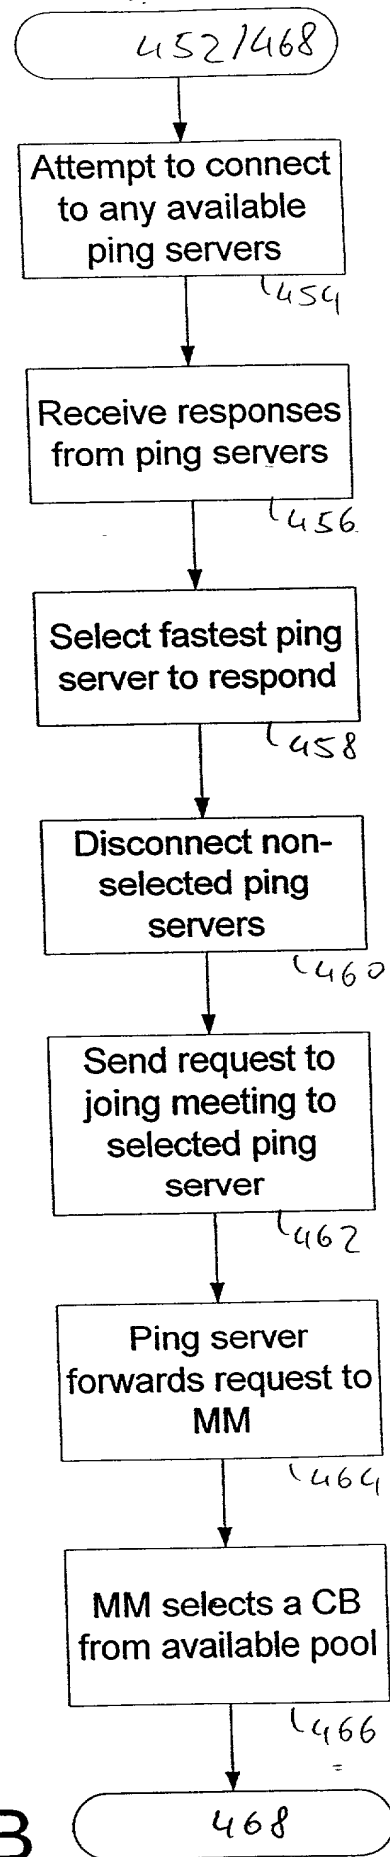 452/468
Attempt to connect
to any available
ping servers
454
Receive responses
from ping servers
456
Select fastest ping
server to respond
458
Disconnect non-
selected ping
servers
460
Send request to
joing meeting to
selected ping
server
462
Ping server
forwards request to
MM
464
MM selects a CB
from available pool
466
B
468